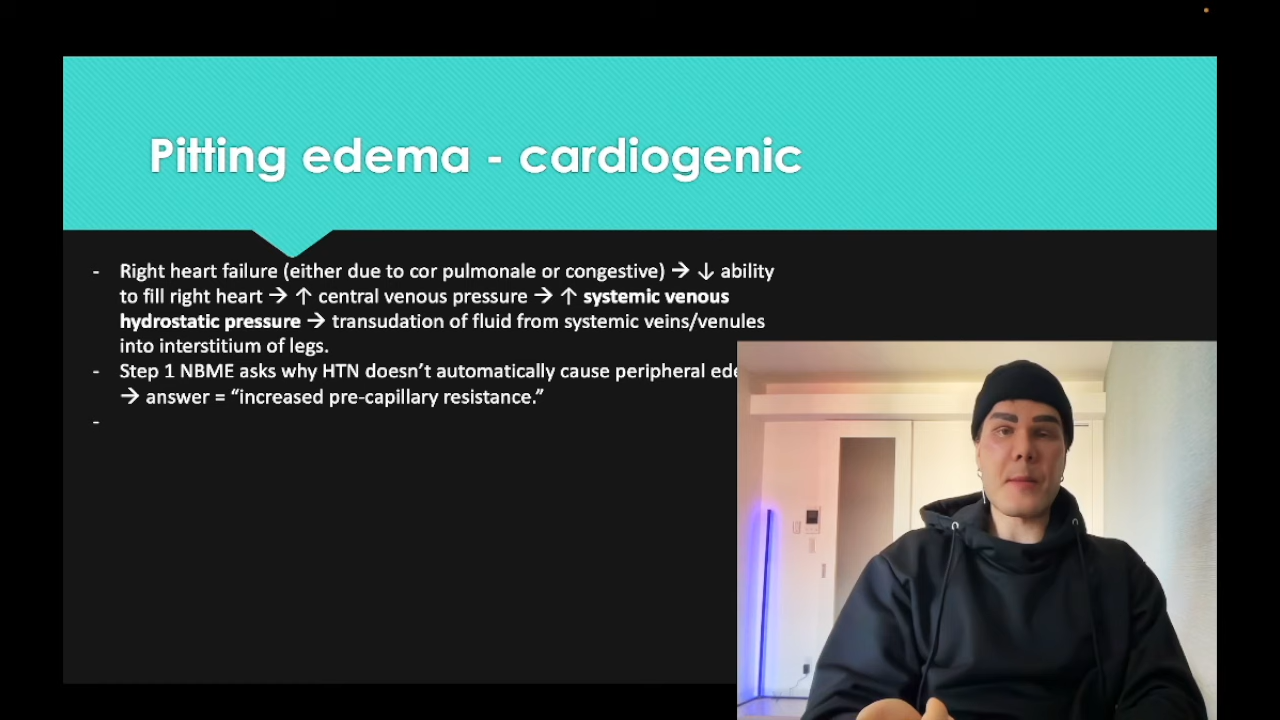 Pitting edema - cardiogenic
- Right heart failure (either due to cor pulmonale or congestive) → ↓ ability
to fill right heart → ↑ central venous pressure → ↑ systemic venous
hydrostatic pressure → transudation of fluid from systemic veins/venules
into interstitium of legs.
- Step 1 NBME asks why HTN doesn’t automatically cause peripheral
→ answer = “increased pre-capillary resistance.”
-